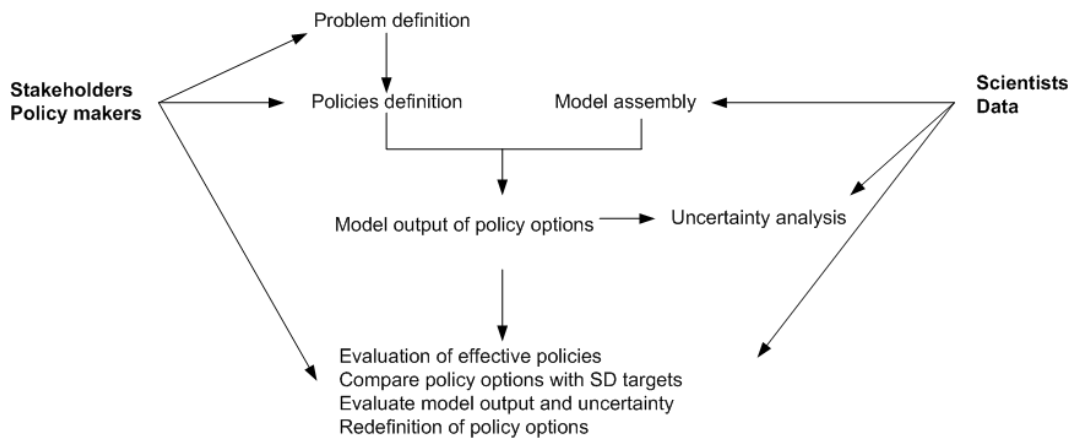 Problem definition
Stakeholders
Policy makers
Policies definition
Model assembly
Scientists
Data
Model output of policy options
Uncertainty analysis
Evaluation of effective policies
Compare policy options with SD targets
Evaluate model output and uncertainty
Redefinition of policy options